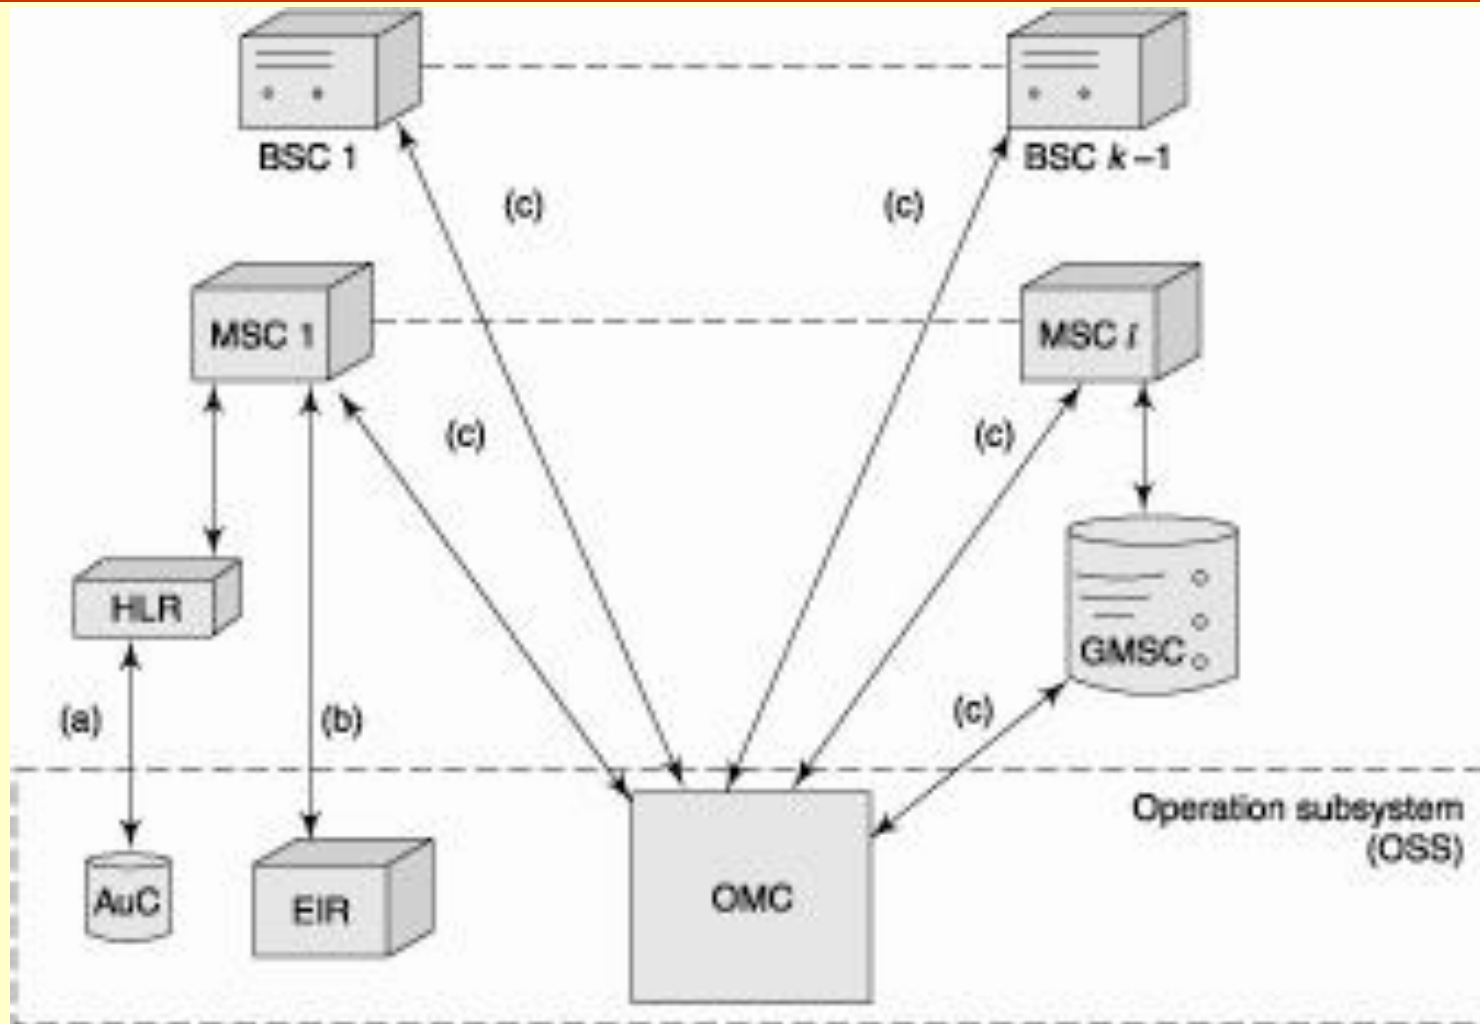 BSC 1
BSC k –1
(c)
(c)
MSC 1
MSC i
(c)
(c)
HLR
GMSC
(a)
(b)
(c)
Operation subsystem
(OSS)
AuC
EIR
OMC